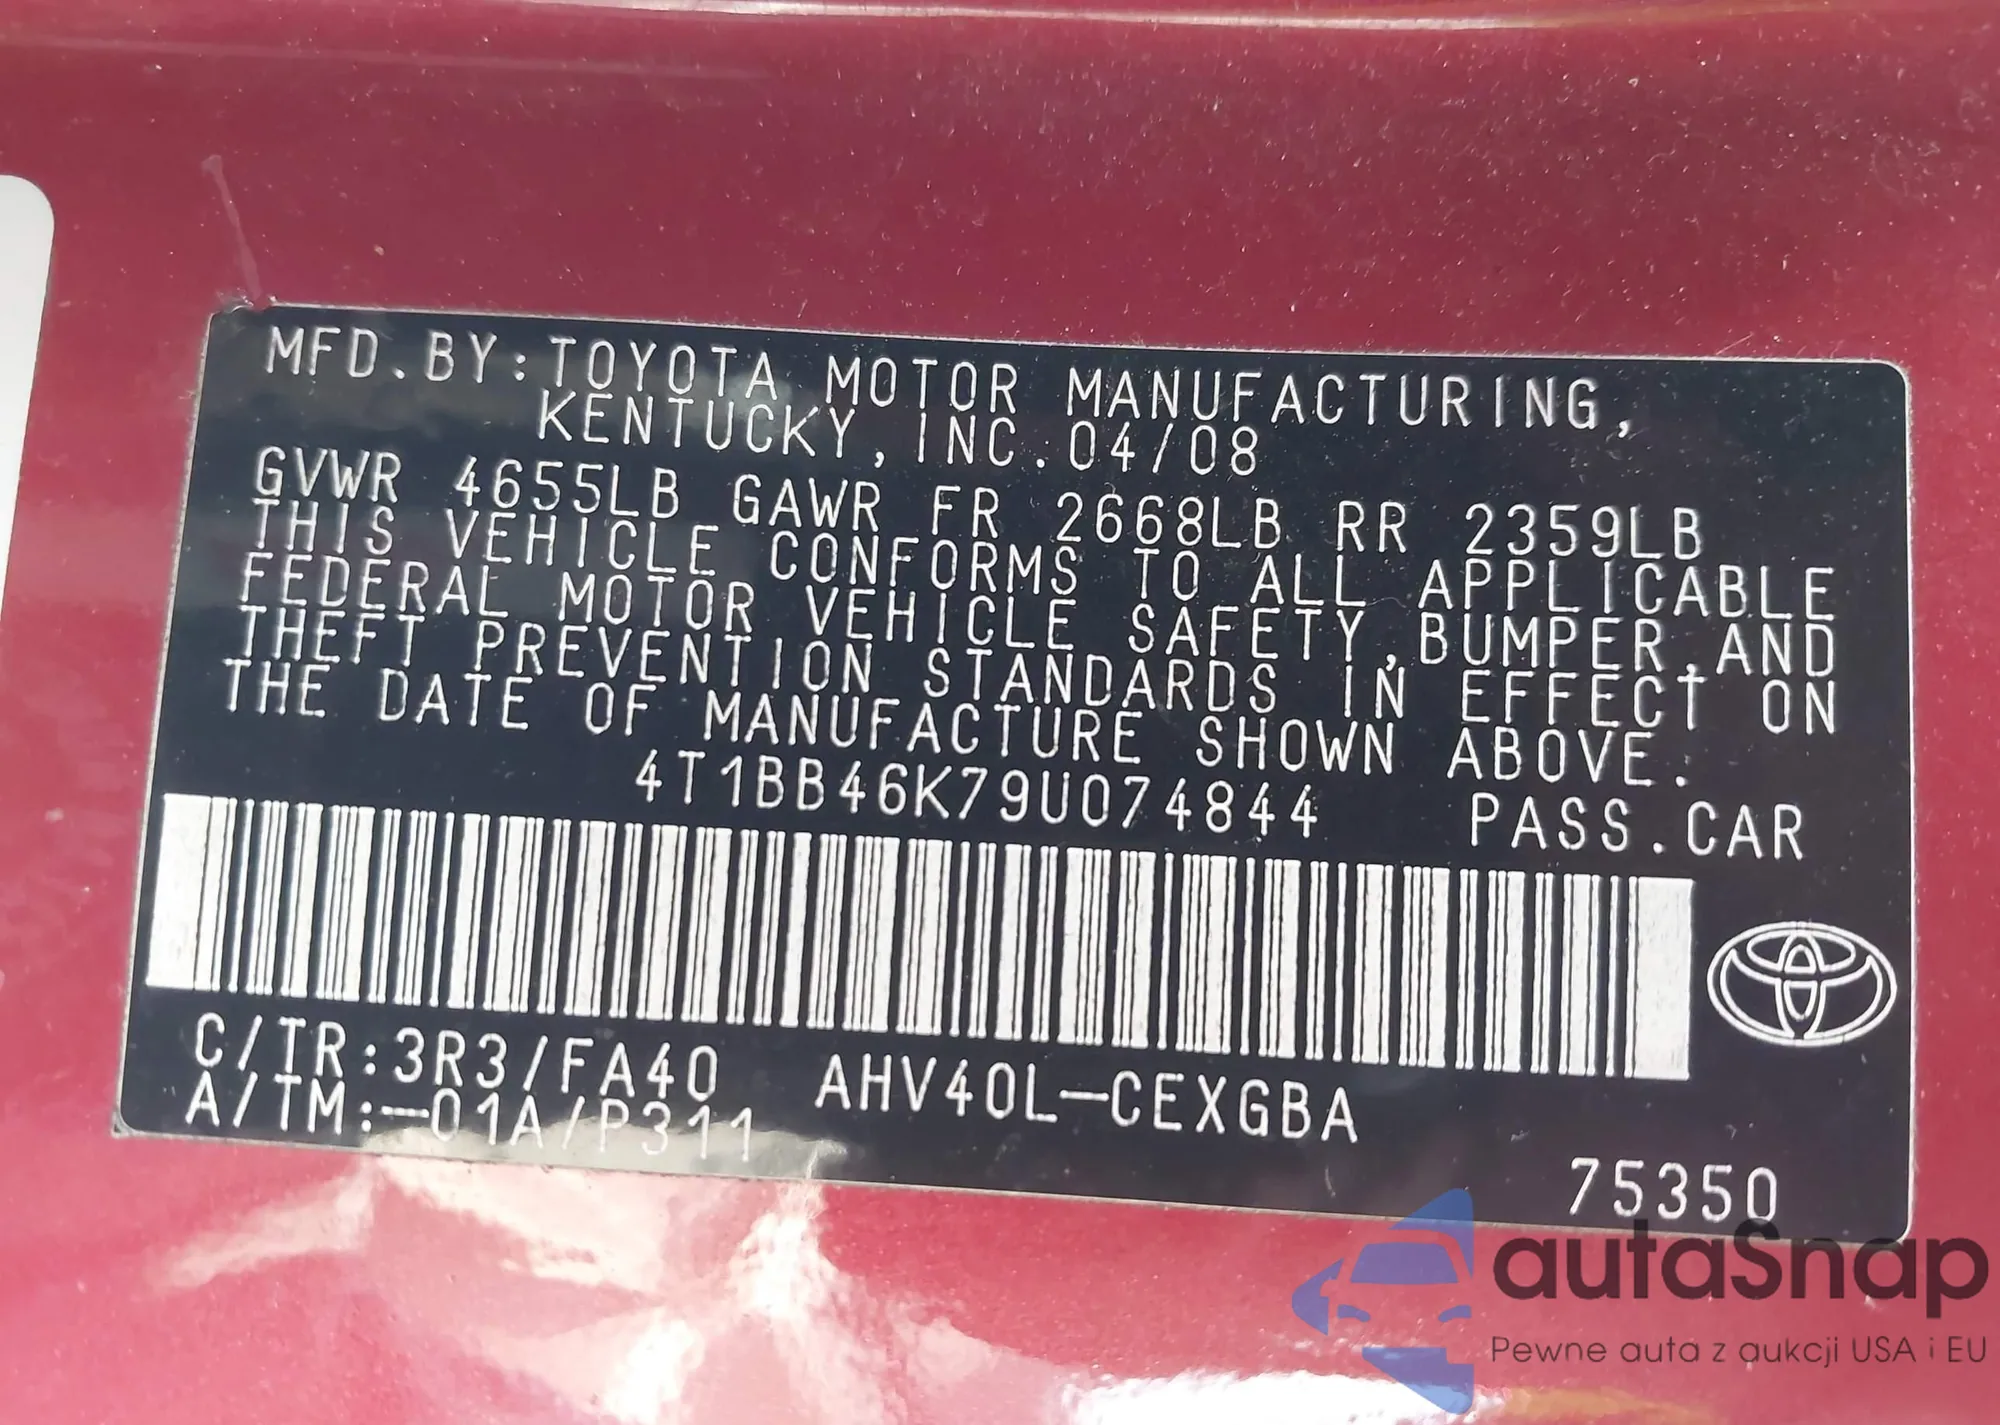 MFD.BY:TOYOTA MOTOR MANUFACTURING,
KENTUCKY,INC.04/08
GVWR 4655LB GAWR FR 2668LB RR 2359LB
THIS VEHICLE CONFORMS TO ALL APPLICABLE
FEDERAL MOTOR VEHICLE SAFETY,BUMPER,AND
THEFT PREVENTION STANDARDS IN EFFECT ON
THE DATE OF MANUFACTURE SHOWN ABOVE.
4T1BB46K79U074844 PASS.CAR
C/TR:3R3/FA40 AHV40L-CEXGBA
A/TM:-01A/P311
75350
autaSnap
Pewne auta z aukcji USA i EU